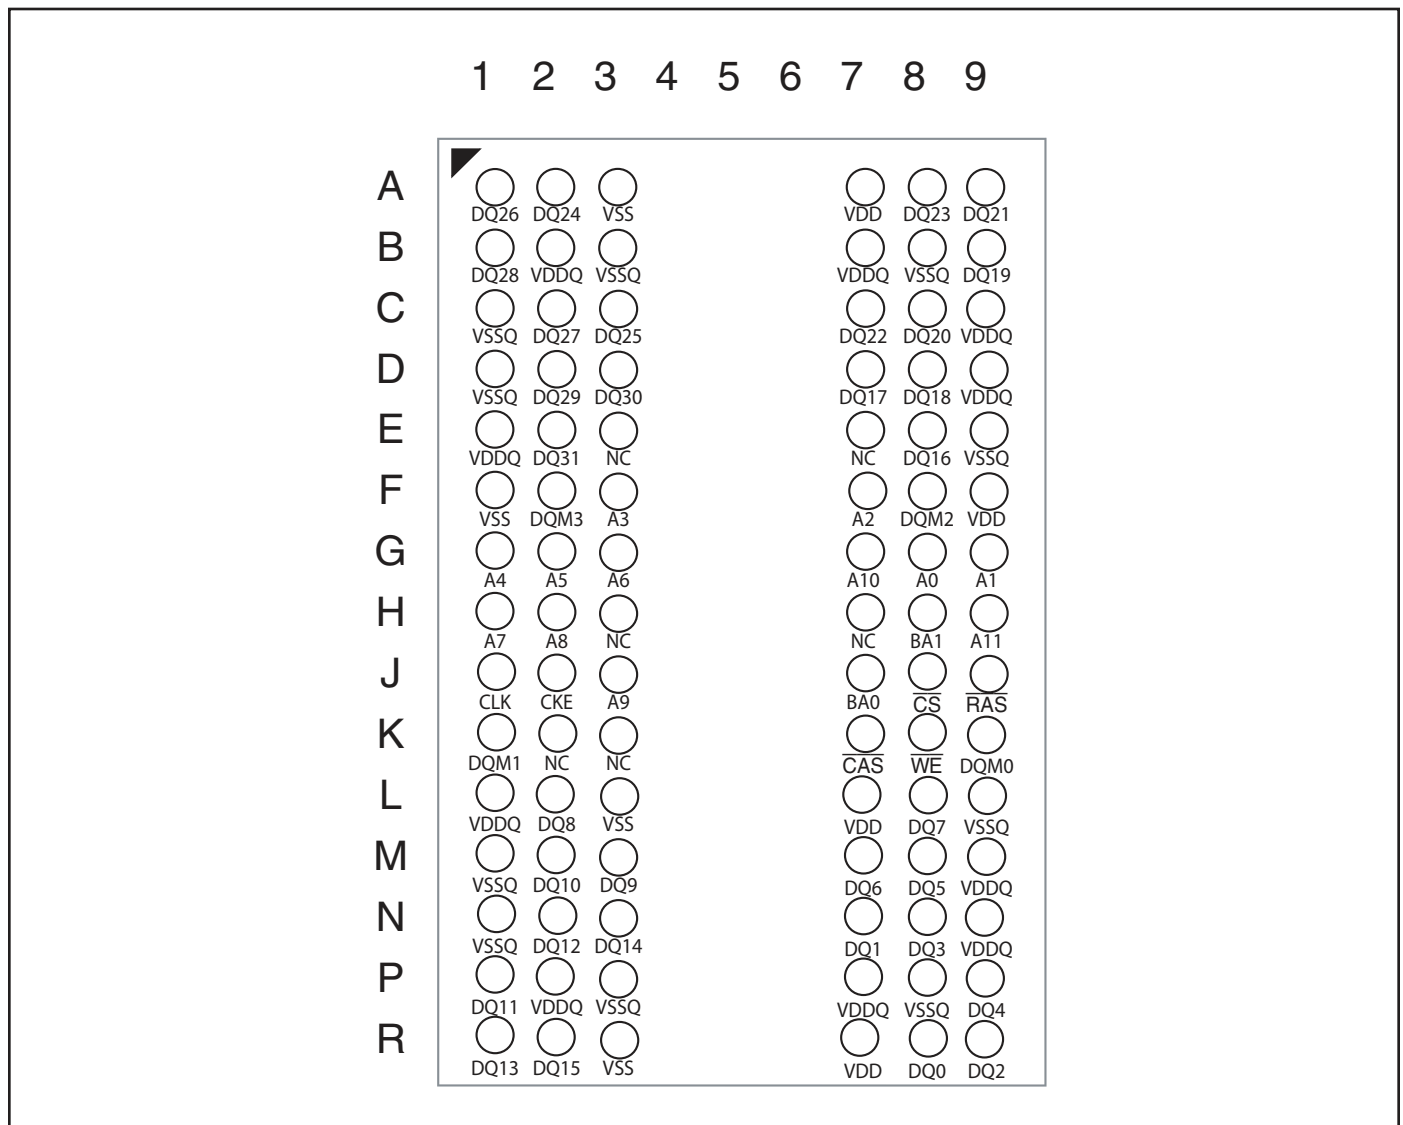 1 2 3 4 5 6 7 8 9
A
DQ26 DQ24 VSS VDD DQ23 DQ21
B
DQ28 VDDQ VSSQ VDDQ VSSQ DQ19
C
VSSQ DQ27 DQ25 DQ22 DQ20 VDDQ
D
VSSQ DQ29 DQ30 DQ17 DQ18 VDDQ
E
VDDQ DQ31 NC NC DQ16 VSSQ
F
VSS DQM3 A3 A2 DQM2 VDD
G
A4 A5 A6 A10 A0 A1
H
A7 A8 NC NC BA1 A11
J
CLK CKE A9 BA0 C̅S̅ R̅A̅S̅
K
DQM1 NC NC C̅A̅S̅ W̅E̅ DQM0
L
VDDQ DQ8 VSS VDD DQ7 VSSQ
M
VSSQ DQ10 DQ9 DQ6 DQ5 VDDQ
N
VSSQ DQ12 DQ14 DQ1 DQ3 VDDQ
P
DQ11 VDDQ VSSQ VDDQ VSSQ DQ4
R
DQ13 DQ15 VSS VDD DQ0 DQ2